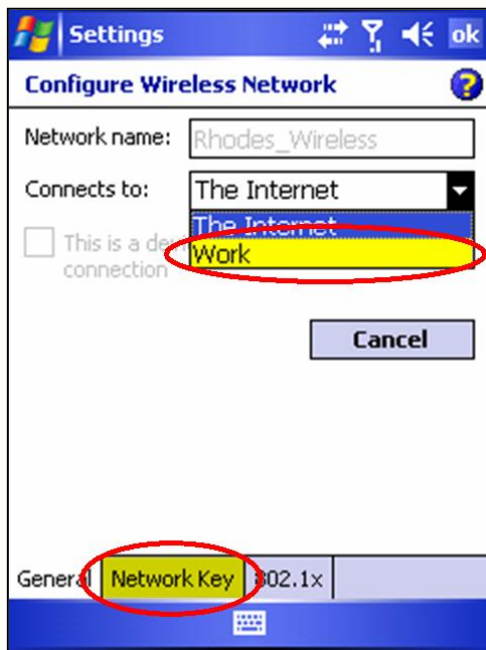 Settings
ok
Configure Wireless Network
?
Network name: Rhodes_Wireless
Connects to: The Internet
The Internet
Work
This is a dev
connection
Cancel
General Network Key 802.1x